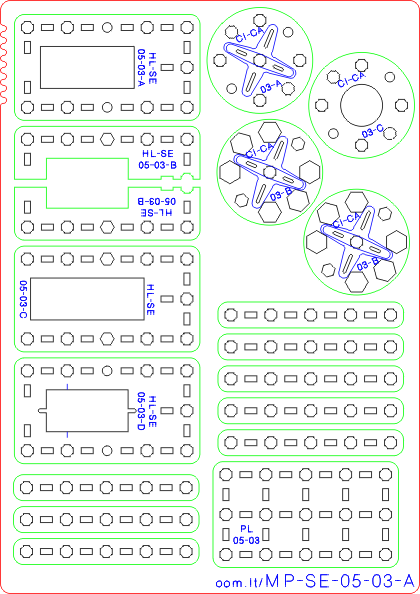 HL-SE
05-03-A
CI-CA
03-A
CI-CA
03-C
HL-SE
05-03-B
HL-SE
05-03-B
CI-CA
03-B
CI-CA
03-B
HL-SE
05-03-C
HL-SE
05-03-D
PL
05-03
oom.lt/MP-SE-05-03-A